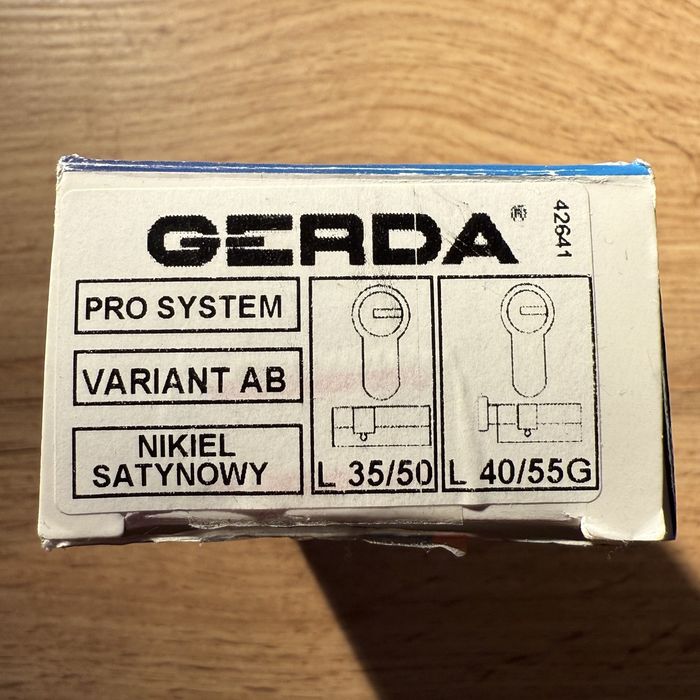 GERDA®
42641
PRO SYSTEM
VARIANT AB
NIKIEL
SATYNOWY
L 35/50
L 40/55G